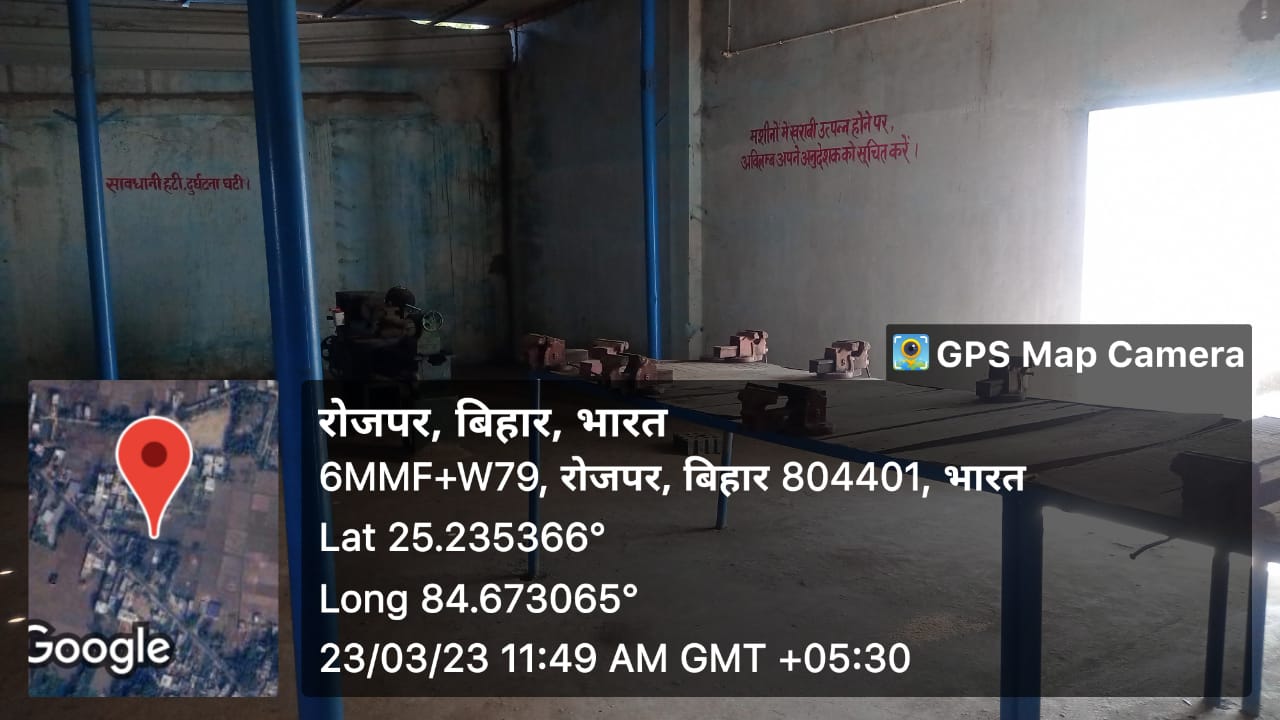 सावधानी हटी, दुर्घटना घटी।
मशीनों में खराबी उत्पन्न होने पर,
अविलम्ब अपने अनुदेशक को सूचित करें।
GPS Map Camera
रोजपर, बिहार, भारत
6MMF+W79, रोजपर, बिहार 804401, भारत
Lat 25.235366°
Long 84.673065°
23/03/23 11:49 AM GMT +05:30
Google